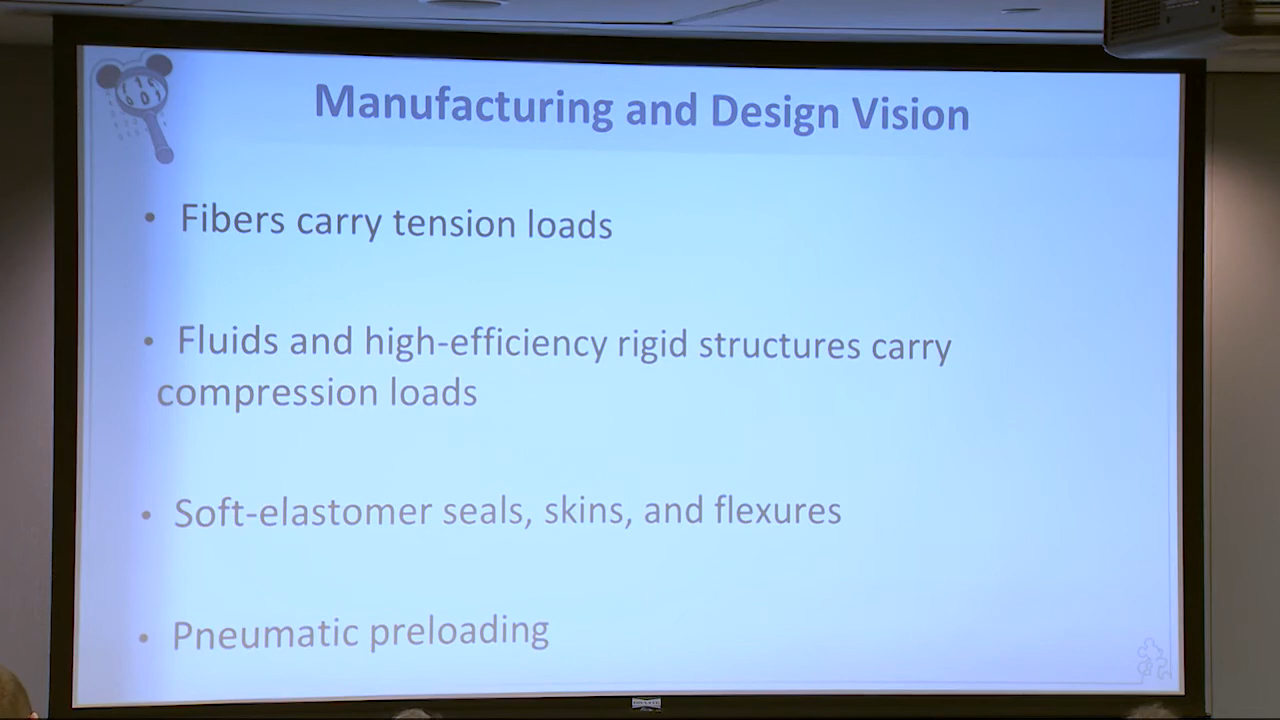 Manufacturing and Design Vision
• Fibers carry tension loads
• Fluids and high-efficiency rigid structures carry
compression loads
• Soft-elastomer seals, skins, and flexures
• Pneumatic preloading